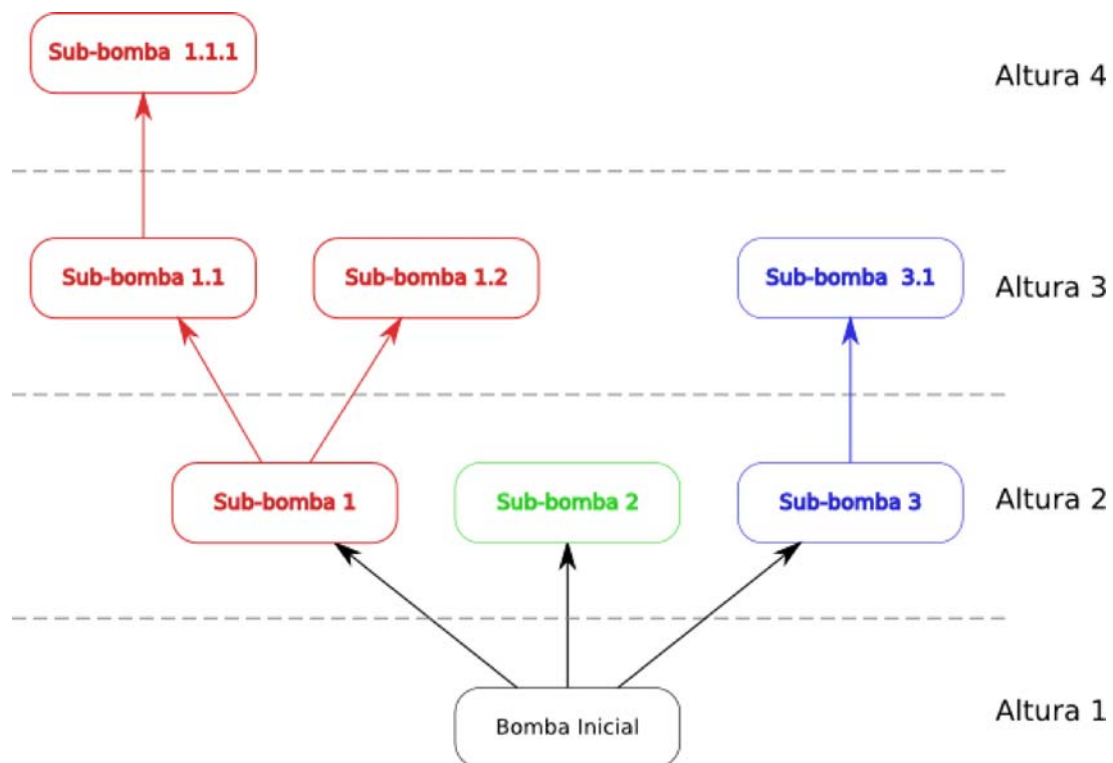 Sub-bomba 1.1.1
Altura 4
Sub-bomba 1.1
Sub-bomba 1.2
Sub-bomba 3.1
Altura 3
Sub-bomba 1
Sub-bomba 2
Sub-bomba 3
Altura 2
Bomba Inicial
Altura 1